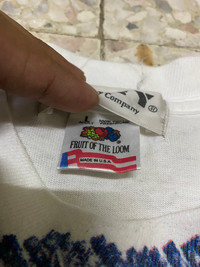 Company
®
L
FRUIT OF THE LOOM
MADE IN U.S.A.